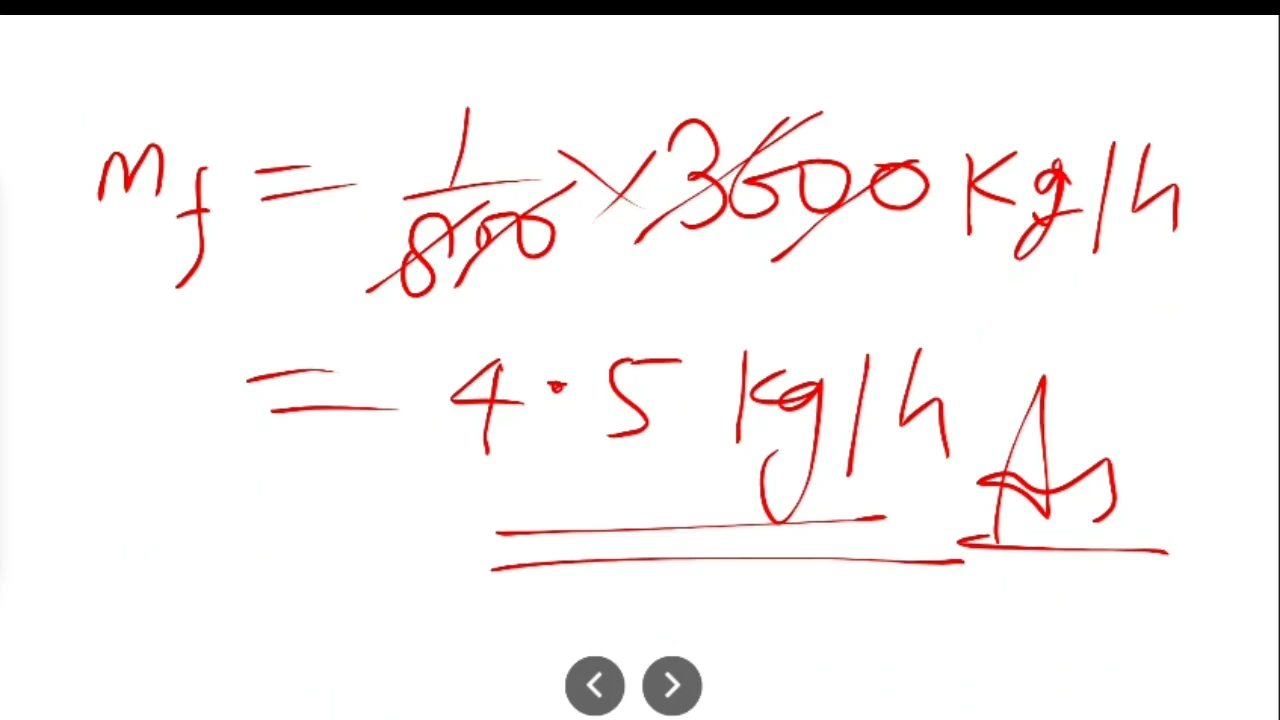 mf = 1/800 × 3600 Kg/h
= 4.5 kg/h Ans